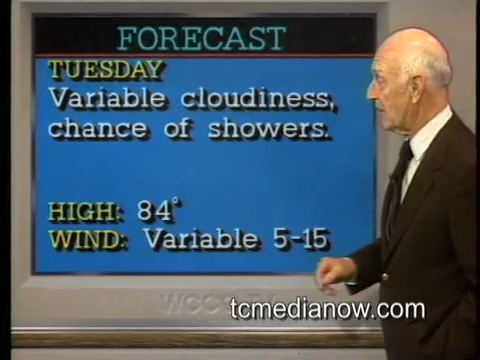 FORECAST
TUESDAY
Variable cloudiness,
chance of showers.
HIGH: 84°
WIND: Variable 5-15
tcmedianow.com